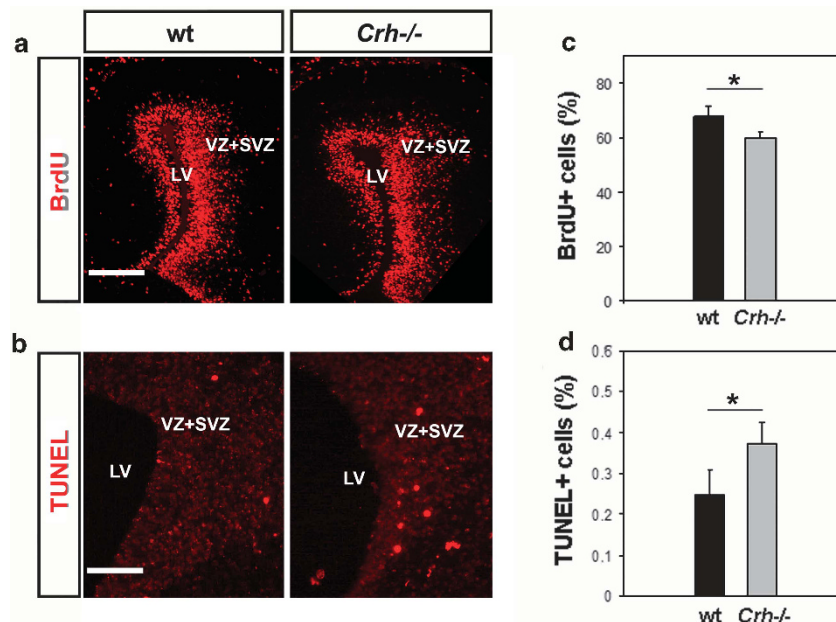 a
wt
Crh-/-
BrdU
VZ+SVZ
LV
VZ+SVZ
LV
b
TUNEL
VZ+SVZ
LV
VZ+SVZ
LV
c
BrdU+ cells (%)
80
60
40
20
0
*
wt Crh-/-
d
TUNEL+ cells (%)
0.6
0.5
0.4
0.3
0.2
0.1
0
*
wt Crh-/-